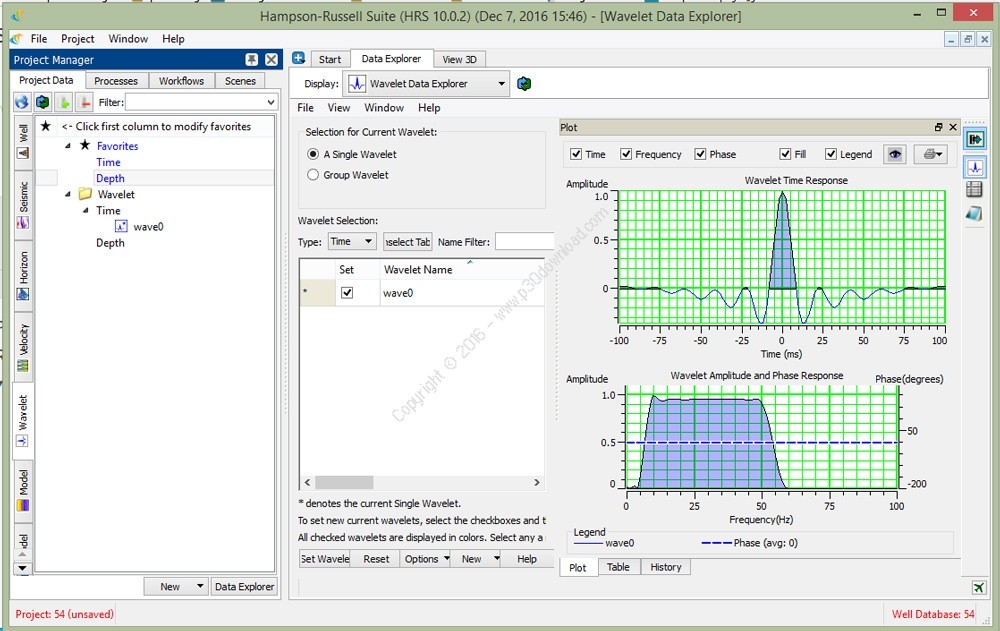 Hampson-Russell Suite (HRS 10.0.2) (Dec 7, 2016 15:46) - [Wavelet Data Explorer]
File Project Window Help
Project Manager
Project Data Processes Workflows Scenes
Filter:
<- Click first column to modify favorites
Favorites
Time
Depth
Wavelet
Time
wave0
Depth
Well
Seismic
Horizon
Velocity
Wavelet
Model
del
New Data Explorer
Start Data Explorer View 3D
Display: Wavelet Data Explorer
File View Window Help
Selection for Current Wavelet:
A Single Wavelet
Group Wavelet
Wavelet Selection:
Type: Time select Tab Name Filter:
Set Wavelet Name
* wave0
* denotes the current Single Wavelet.
To set new current wavelets, select the checkboxes and t
All checked wavelets are displayed in colors. Select any a
Set Wavele Reset Options New Help
Plot
Time Frequency Phase Fill Legend
Wavelet Time Response
Amplitude
1.0
0.5
0
-100 -75 -50 -25 0 25 50 75 100
Time (ms)
Wavelet Amplitude and Phase Response
Amplitude Phase(degrees)
1.0
0.5
0
50
-200
0 25 50 75 100
Frequency(Hz)
Legend
wave0 Phase (avg: 0)
Plot Table History
Project: 54 (unsaved) Well Database: 54
Copyright © 2016 - www.p30download.com